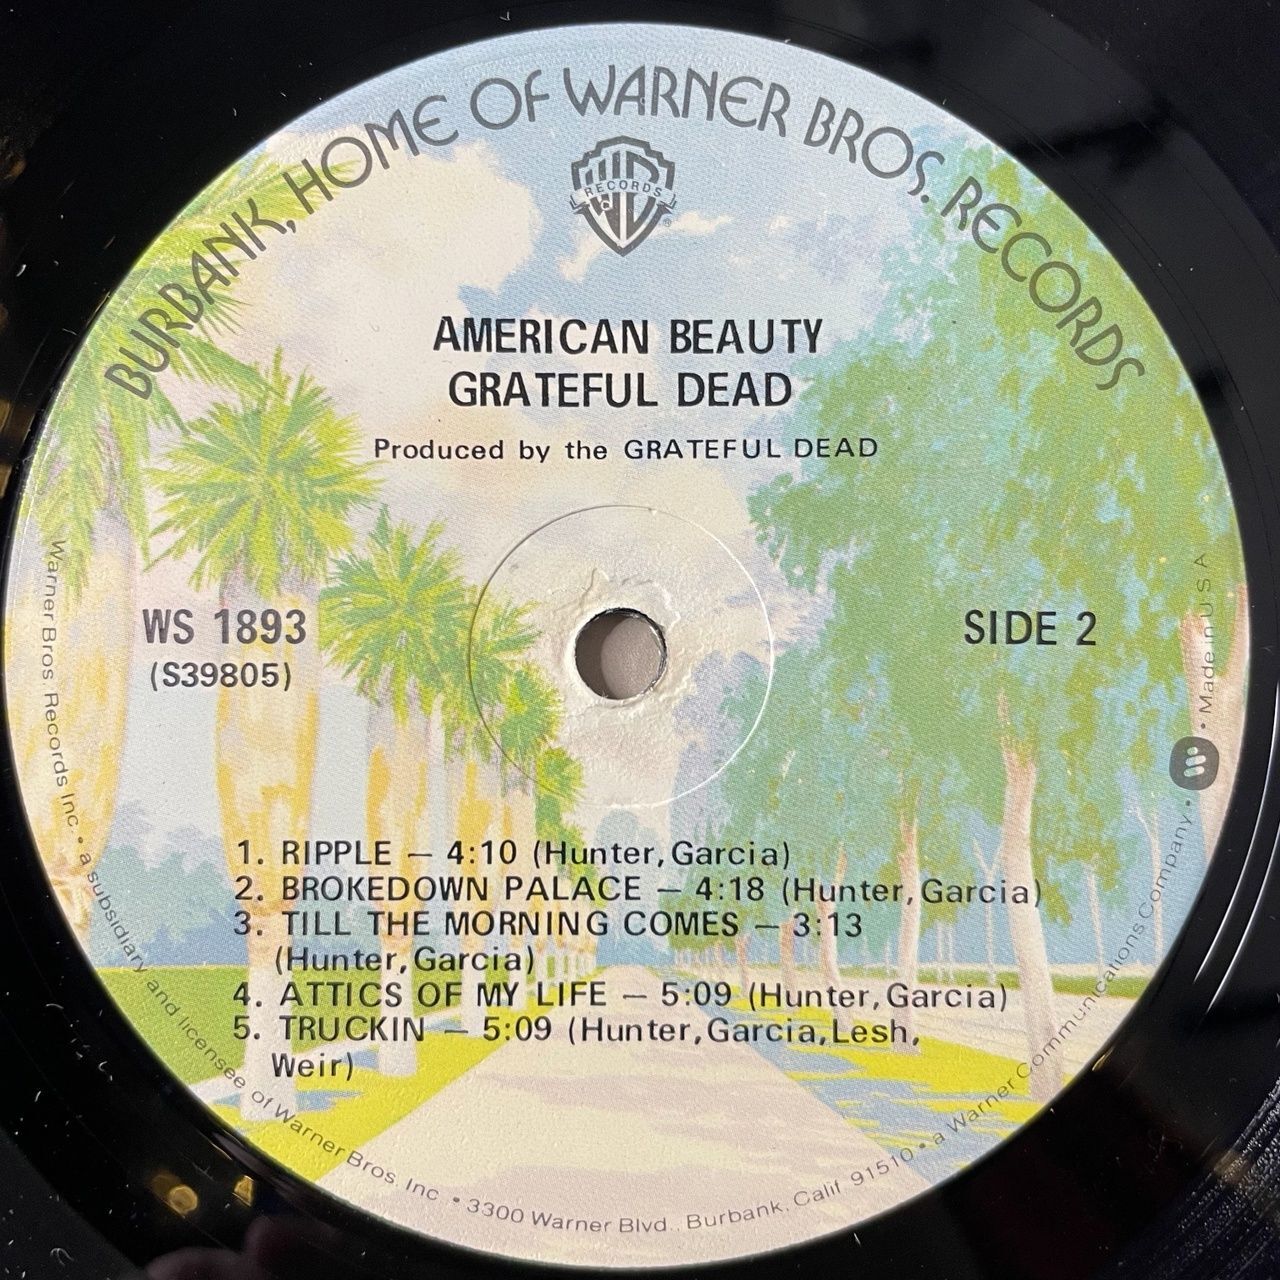 BURBANK, HOME OF WARNER BROS. RECORDS
WB
RECORDS
®
AMERICAN BEAUTY
GRATEFUL DEAD
Produced by the GRATEFUL DEAD
WS 1893
(S39805)
SIDE 2
1. RIPPLE — 4:10 (Hunter, Garcia)
2. BROKEDOWN PALACE — 4:18 (Hunter, Garcia)
3. TILL THE MORNING COMES — 3:13
(Hunter, Garcia)
4. ATTICS OF MY LIFE — 5:09 (Hunter, Garcia)
5. TRUCKIN — 5:09 (Hunter, Garcia, Lesh,
Weir)
Warner Bros. Records Inc. • a subsidiary and licensee of Warner Bros. Inc. • 3300 Warner Blvd., Burbank, Calif. 91510 • a Warner Communications Company. • Made in U S A